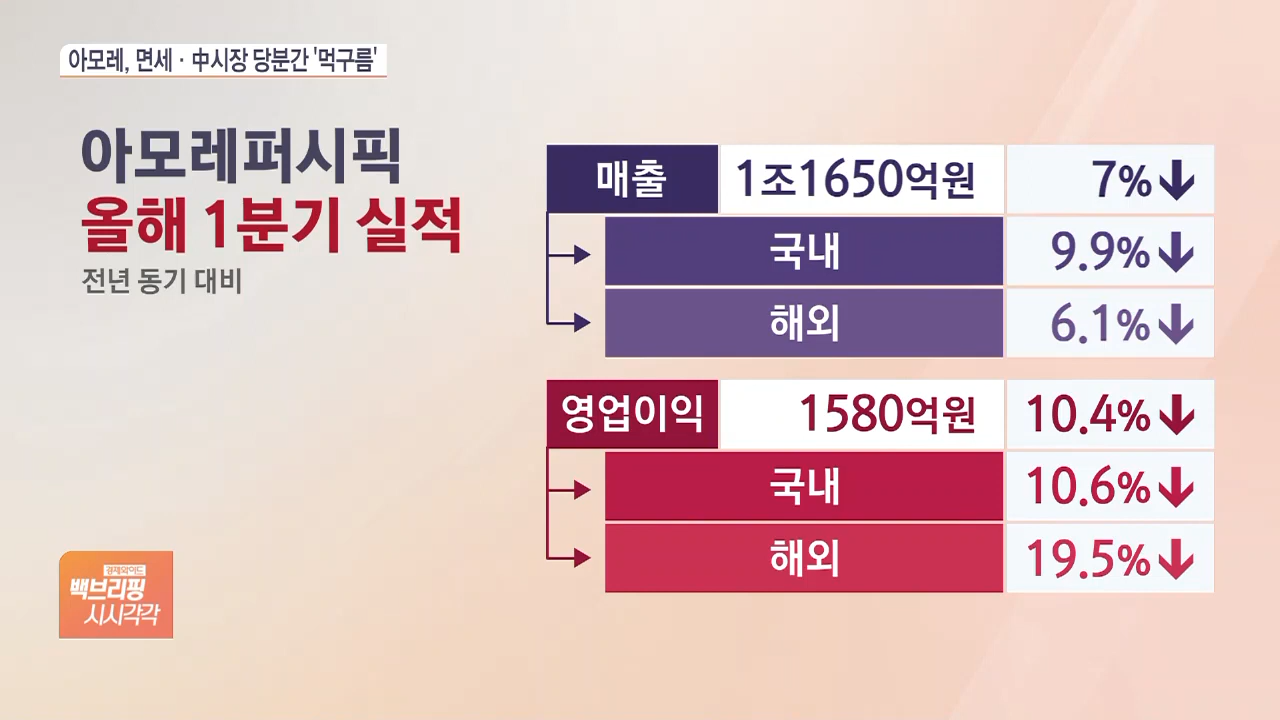 아모레, 면세·中시장 당분간 '먹구름'
아모레퍼시픽
올해 1분기 실적
전년 동기 대비
매출 1조1650억원 7%↓
국내 9.9%↓
해외 6.1%↓
영업이익 1580억원 10.4%↓
국내 10.6%↓
해외 19.5%↓
경제와이드
백브리핑
시시각각